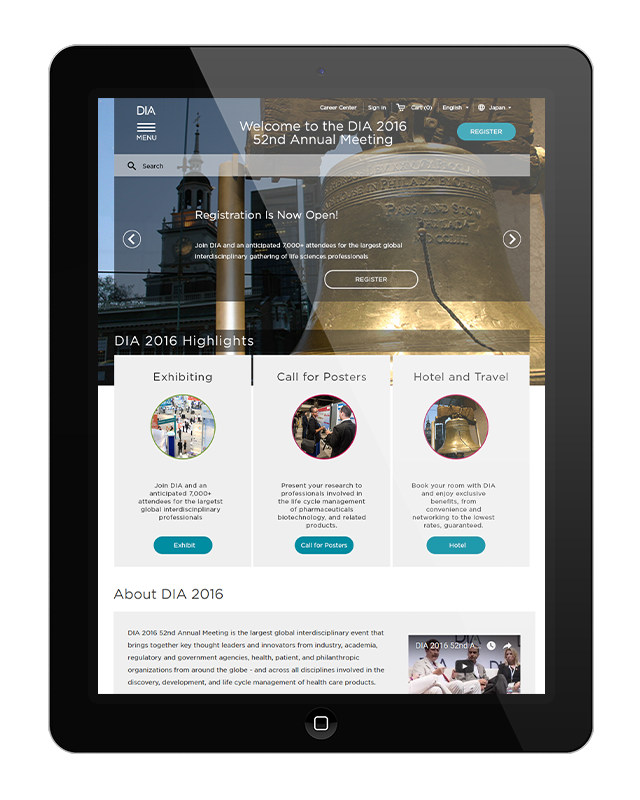 DIA
MENU
Career Center
Sign in
Cart (0)
English
Japan
Welcome to the DIA 2016
52nd Annual Meeting
REGISTER
Search
PASS AND STOW
Registration Is Now Open!
Join DIA and an anticipated 7,000+ attendees for the largest global
interdiscinplinary gathering of life sciences professionals
REGISTER
DIA 2016 Highlights
Exhibiting
Join DIA and an
anticipated 7,000+
attendees for the largetst
global interdisciplinary
professionals
Exhibit
Call for Posters
Present your research to
professionals involved in
the life cycle management
of pharmaceuticals
biotechnology, and related
products.
Call for Posters
Hotel and Travel
Book your room with DIA
and enjoy exclusive
benefits, from
convenience and
networking to the lowest
rates, guaranteed.
Hotel
About DIA 2016
DIA 2016 52nd Annual Meeting is the largest global interdisciplinary event that
brings together key thought leaders and innovators from industry, academia,
regulatory and government agencies, health, patient, and philanthropic
organizations from around the globe - and across all disciplines involved in the
discovery, development, and life cycle management of health care products.
DIA 2016 52nd A...